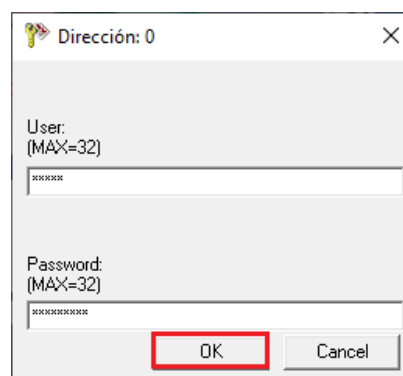 Dirección: 0
User:
(MAX=32)
*****
Password:
(MAX=32)
*********
OK
Cancel